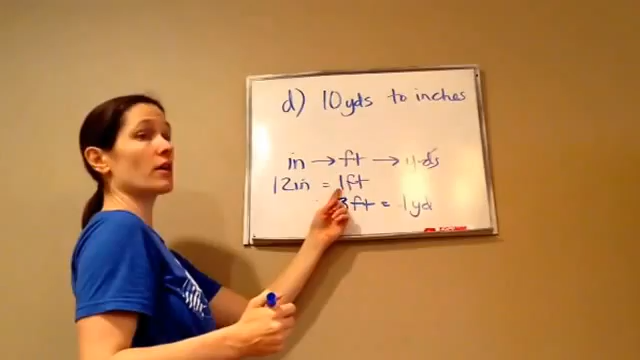 d) 10yds to inches
in → ft → yds
12in = 1ft
3ft = 1yd